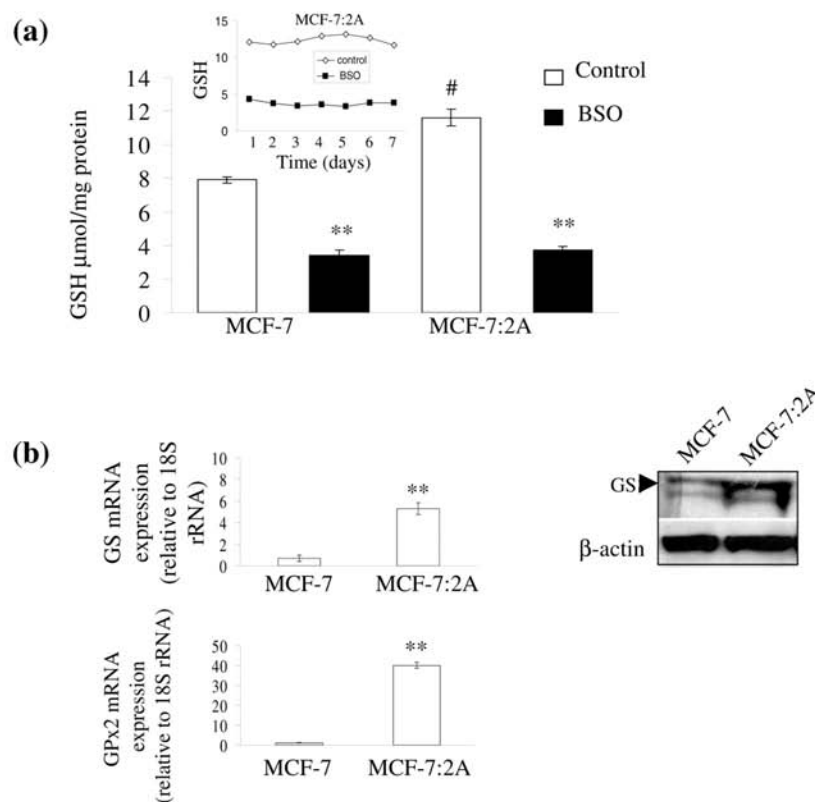 (a)
MCF-7:2A
15
10
5
0
GSH
control
BSO
1 2 3 4 5 6 7
Time (days)
14
12
10
8
6
4
2
0
GSH μmol/mg protein
**
#
**
MCF-7
MCF-7:2A
Control
BSO
(b)
GS mRNA
expression
(relative to 18S
rRNA)
10
8
6
4
2
0
**
MCF-7
MCF-7:2A
MCF-7
MCF-7:2A
GS
β-actin
GPx2 mRNA
expression
(relative to 18S rRNA)
50
40
30
20
10
0
**
MCF-7
MCF-7:2A